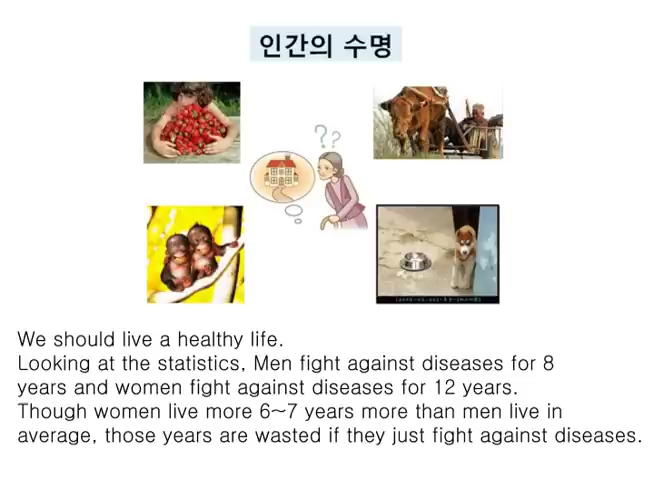 인간의 수명
??
We should live a healthy life.
Looking at the statistics, Men fight against diseases for 8
years and women fight against diseases for 12 years.
Though women live more 6~7 years more than men live in
average, those years are wasted if they just fight against diseases.